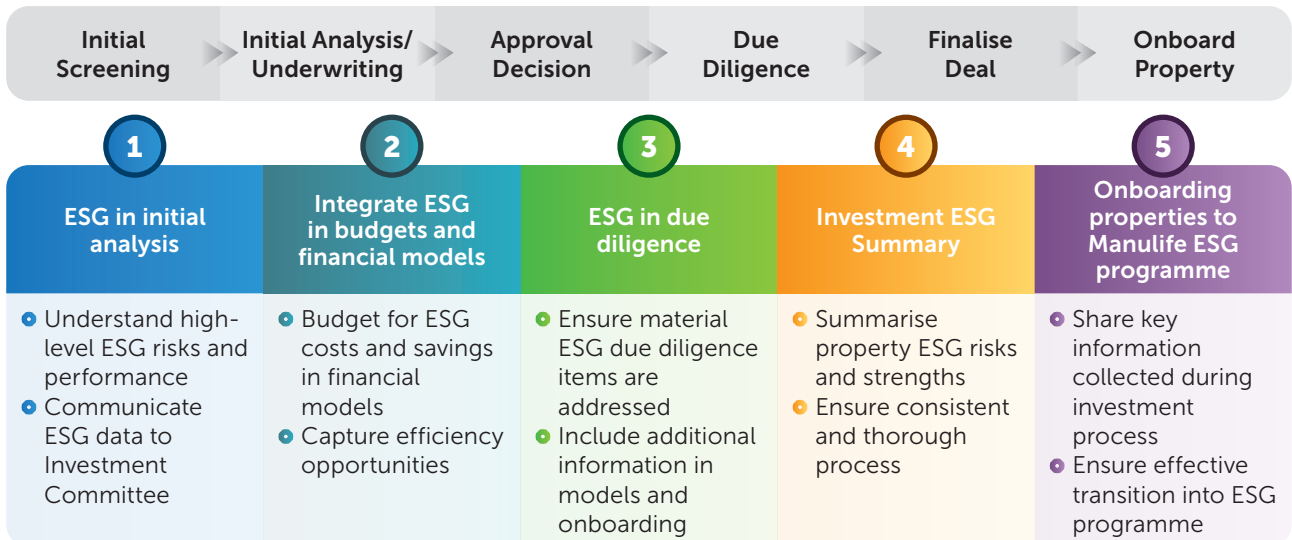 Initial
Screening
Initial Analysis/
Underwriting
Approval
Decision
Due
Diligence
Finalise
Deal
Onboard
Property
1
ESG in initial
analysis
Understand high-
level ESG risks and
performance
Communicate
ESG data to
Investment
Committee
2
Integrate ESG
in budgets and
financial models
Budget for ESG
costs and savings
in financial
models
Capture efficiency
opportunities
3
ESG in due
diligence
Ensure material
ESG due diligence
items are
addressed
Include additional
information in
models and
onboarding
4
Investment ESG
Summary
Summarise
property ESG risks
and strengths
Ensure consistent
and thorough
process
5
Onboarding
properties to
Manulife ESG
programme
Share key
information
collected during
investment
process
Ensure effective
transition into ESG
programme